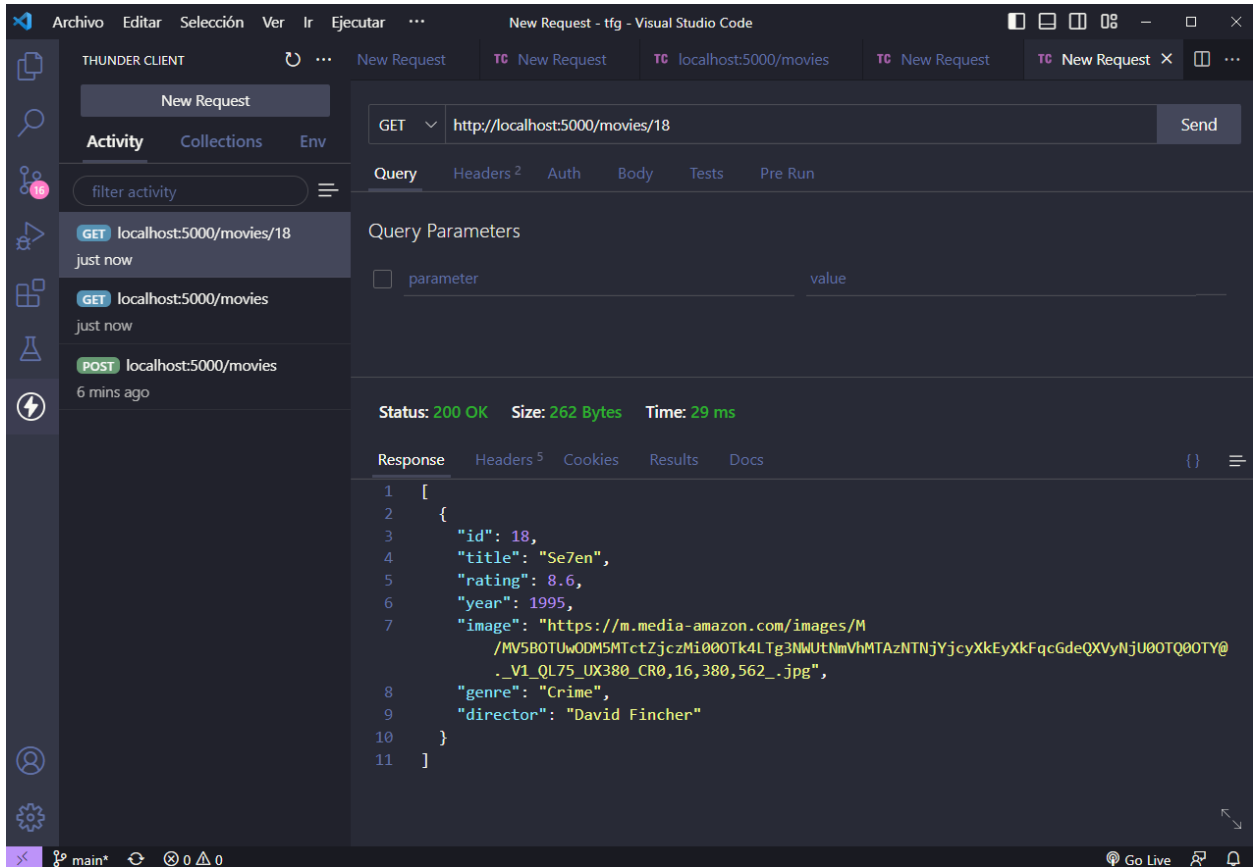 Archivo Editar Selección Ver Ir Ejecutar ··· New Request - tfg - Visual Studio Code
THUNDER CLIENT
New Request
Activity Collections Env
filter activity
GET localhost:5000/movies/18
just now
GET localhost:5000/movies
just now
POST localhost:5000/movies
6 mins ago
16
New Request TC New Request TC localhost:5000/movies TC New Request TC New Request
GET http://localhost:5000/movies/18 Send
Query Headers 2 Auth Body Tests Pre Run
Query Parameters
parameter value
Status: 200 OK Size: 262 Bytes Time: 29 ms
Response Headers 5 Cookies Results Docs { }
1 [
2 {
3 "id": 18,
4 "title": "Se7en",
5 "rating": 8.6,
6 "year": 1995,
7 "image": "https://m.media-amazon.com/images/M
/MV5BOTUwODM5MTctZjczMi00OTk4LTg3NWUtNmVhMTAzNTNjYjcyXkEyXkFqcGdeQXVyNjU0OTQ0OTY@
._V1_QL75_UX380_CR0,16,380,562_.jpg",
8 "genre": "Crime",
9 "director": "David Fincher"
10 }
11 ]
main* 0 0 Go Live